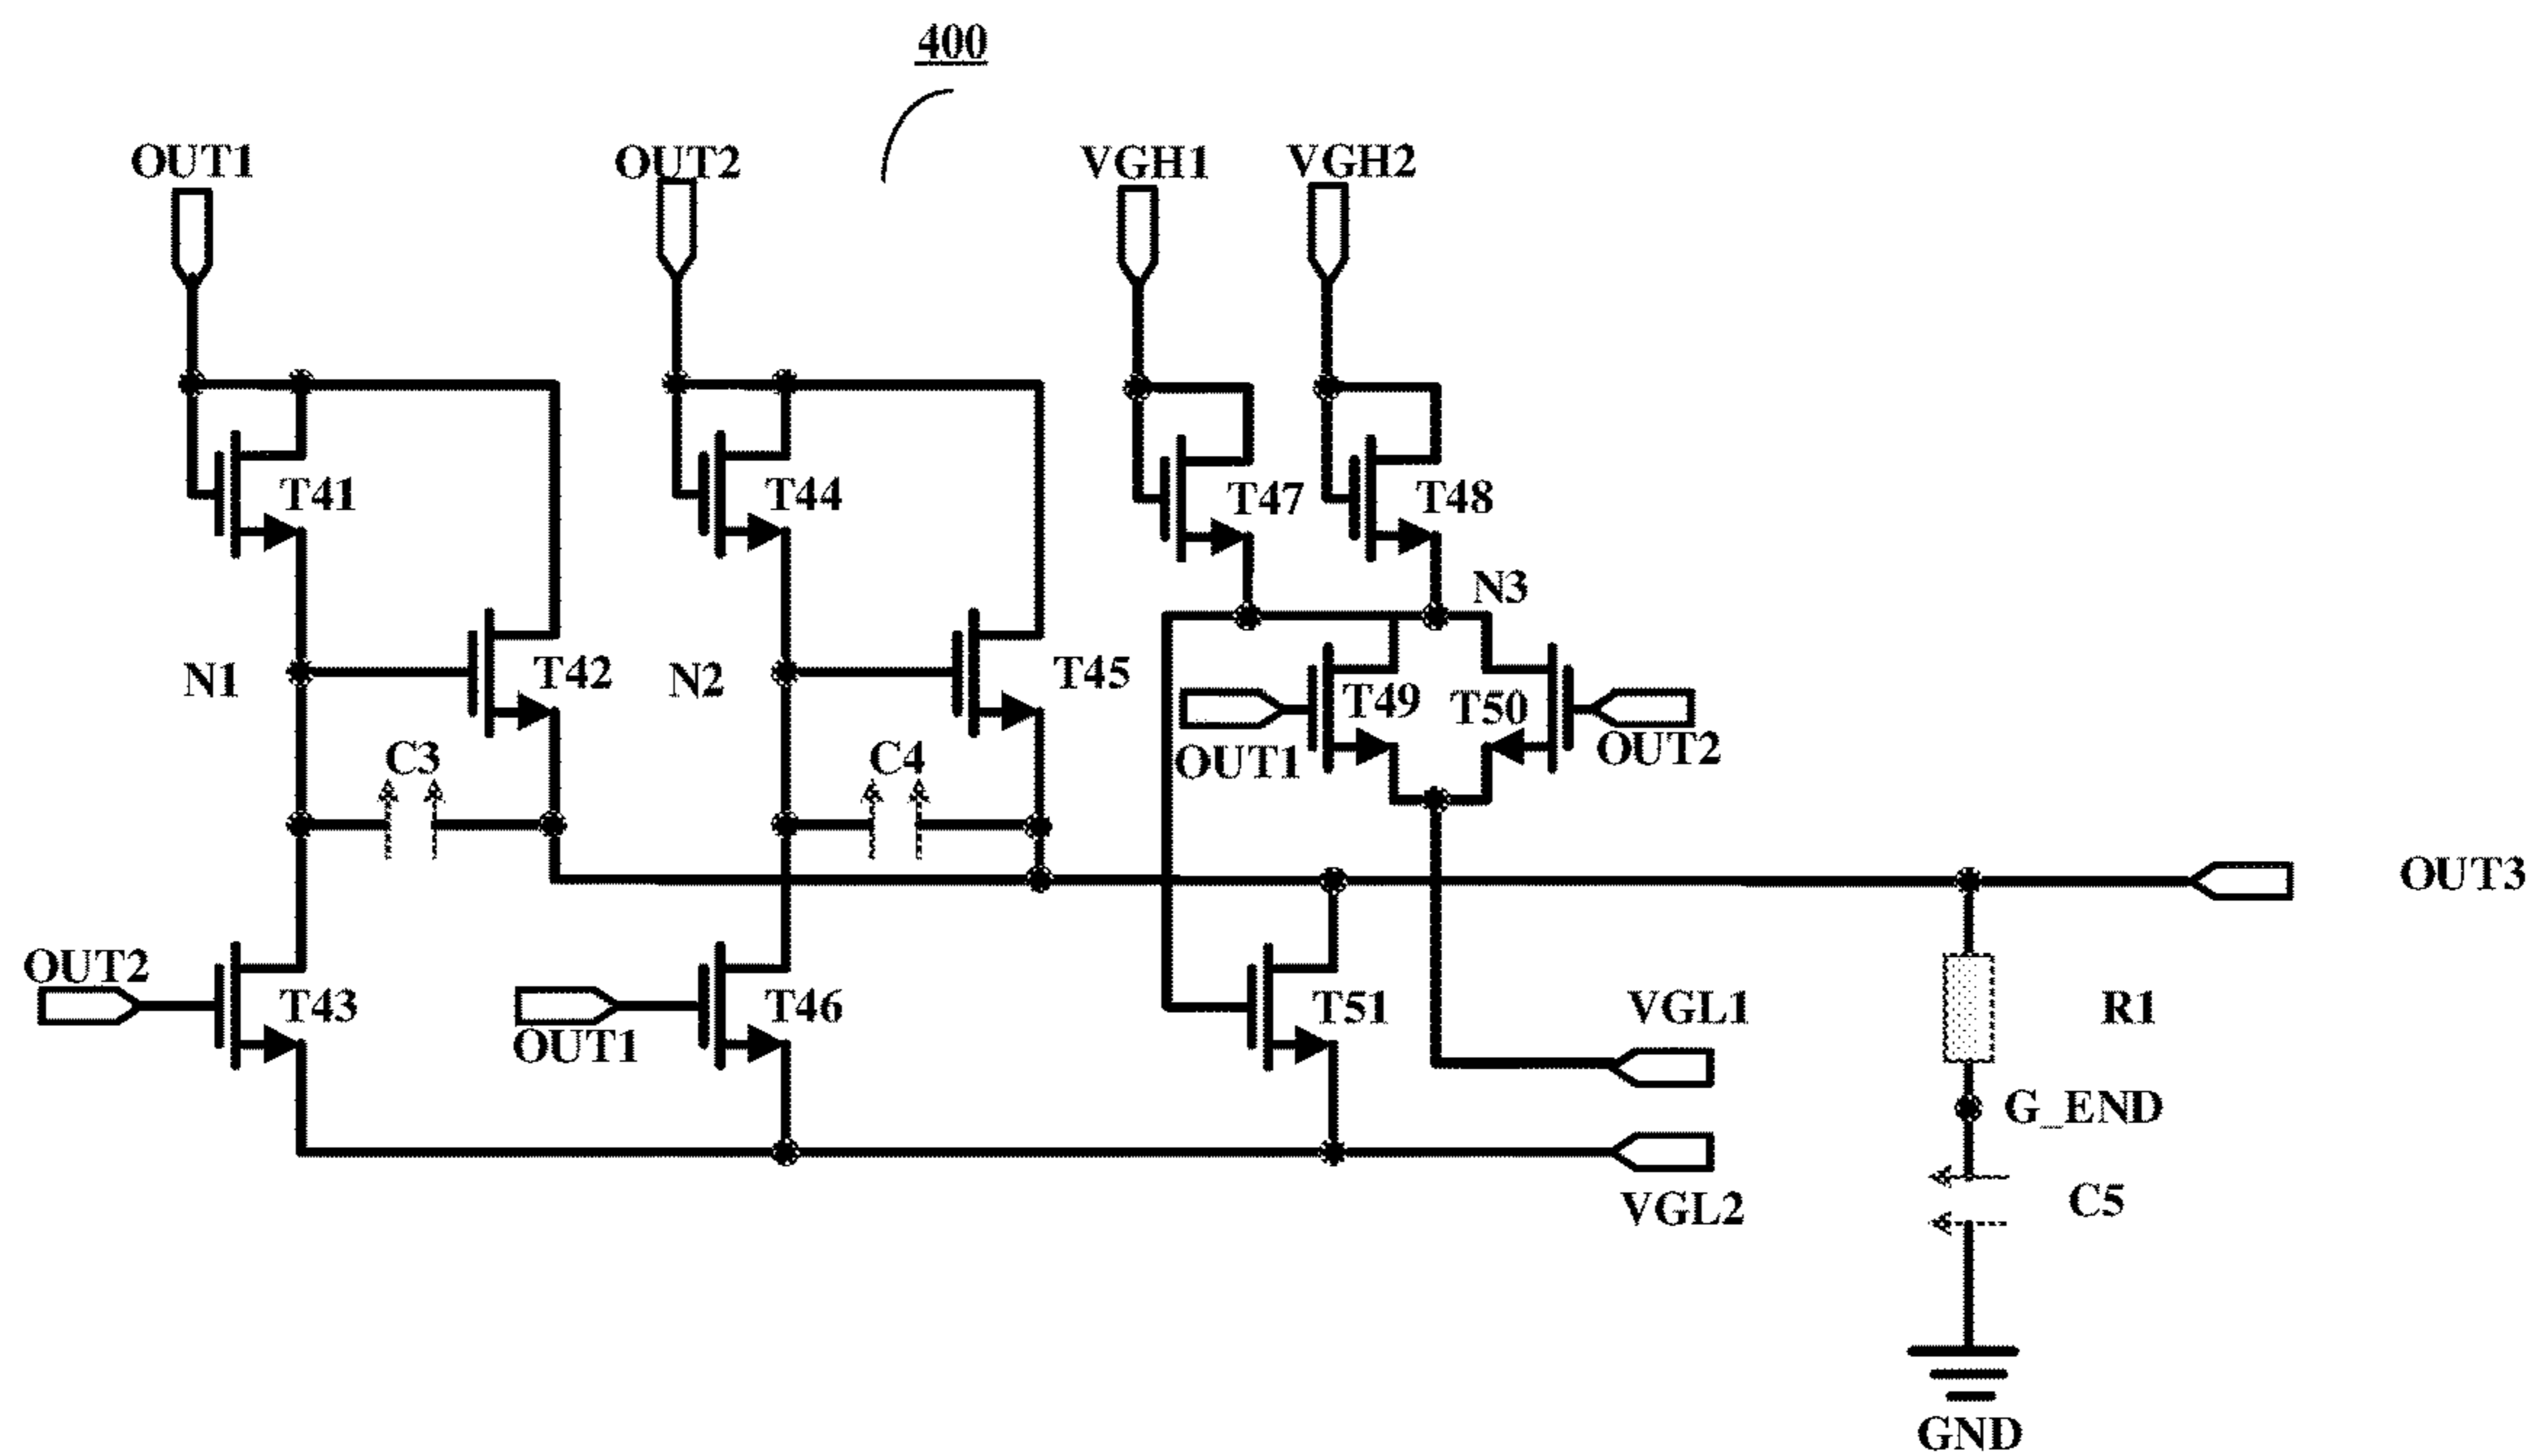 400
OUT1 OUT2 VGH1 VGH2
T41 T44 T47 T48
N3
N1 T42 N2 T45 T49 T50
OUT1 OUT2
C3 C4
OUT3
OUT2 T43 T46 T51 VGL1 R1
OUT1
G_END
VGL2 C5
GND